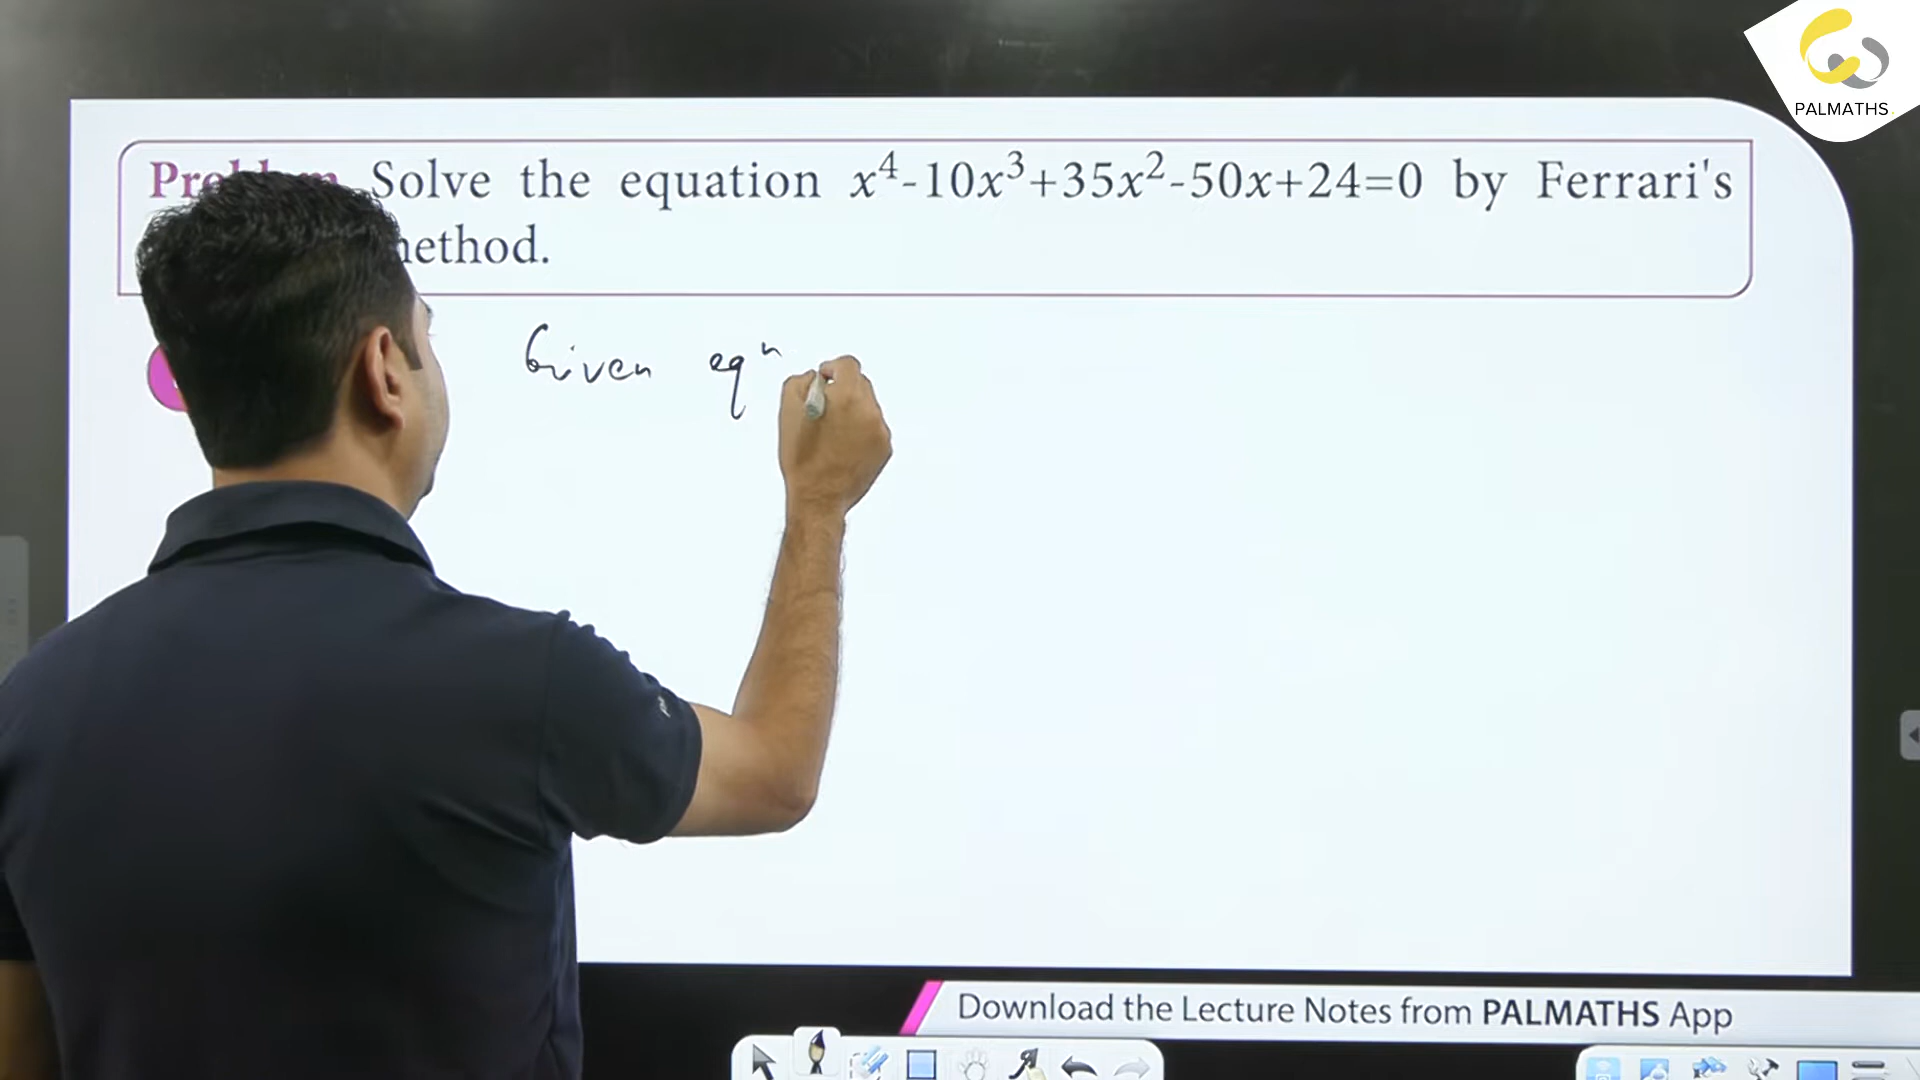 PALMATHS.
Solve the equation x⁴-10x³+35x²-50x+24=0 by Ferrari's
Given eqⁿ
Download the Lecture Notes from PALMATHS App